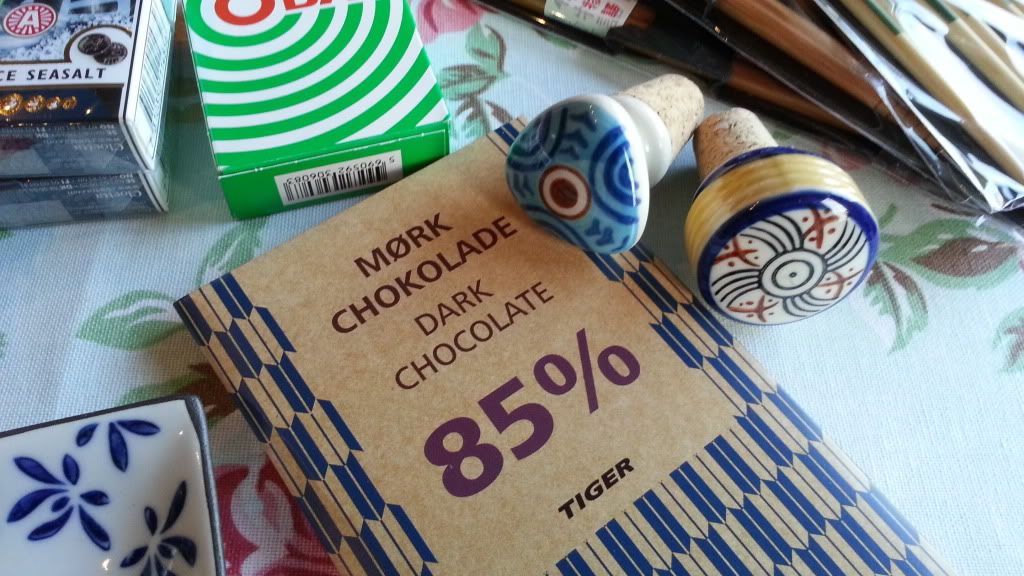 A
CE SEASALT
MØRK
CHOKOLADE
DARK
CHOCOLATE
85%
TIGER